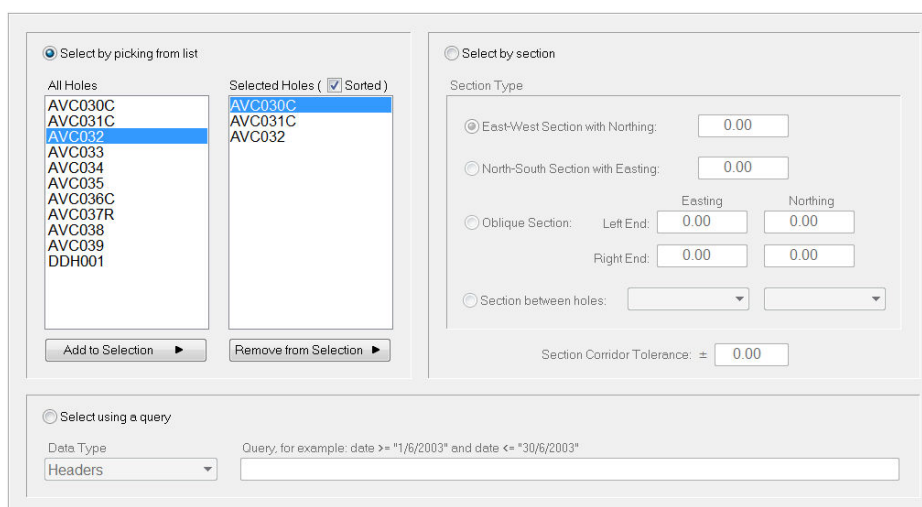 Select by picking from list
All Holes
AVC030C
AVC031C
AVC032
AVC033
AVC034
AVC035
AVC036C
AVC037R
AVC038
AVC039
DDH001
Add to Selection
Selected Holes ( Sorted )
AVC030C
AVC031C
AVC032
Remove from Selection
Select by section
Section Type
East-West Section with Northing: 0.00
North-South Section with Easting: 0.00
Easting Northing
Oblique Section: Left End: 0.00 0.00
Right End: 0.00 0.00
Section between holes:
Section Corridor Tolerance: ± 0.00
Select using a query
Data Type
Headers
Query, for example: date >= "1/6/2003" and date <= "30/6/2003"